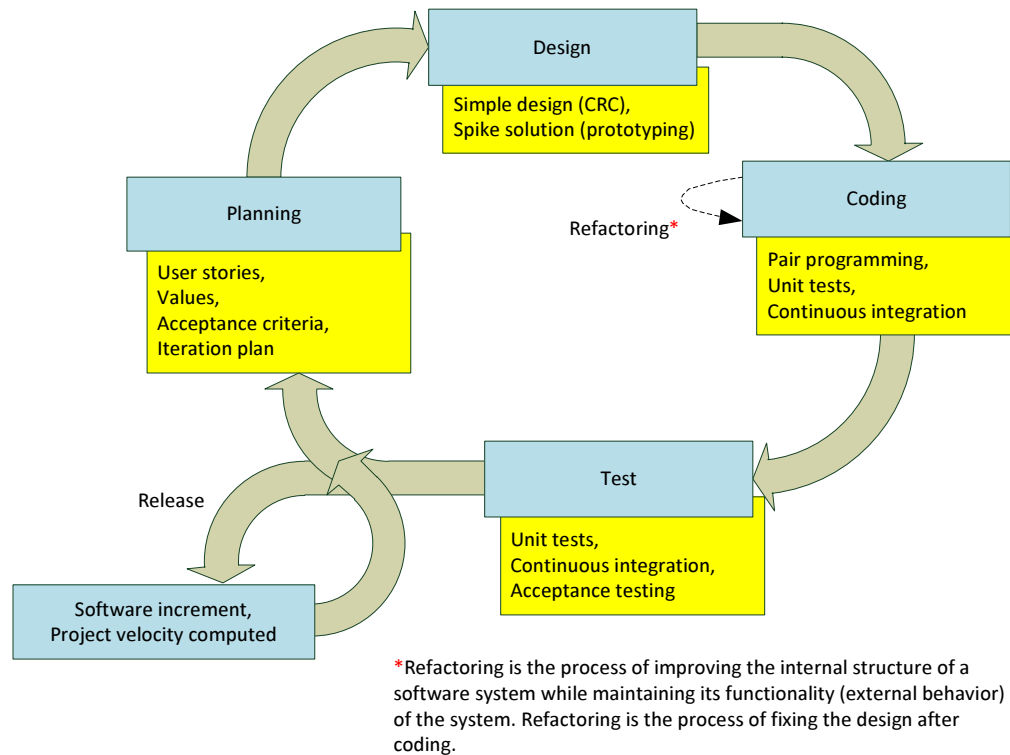 Design
Simple design (CRC),
Spike solution (prototyping)
Planning
User stories,
Values,
Acceptance criteria,
Iteration plan
Refactoring*
Coding
Pair programming,
Unit tests,
Continuous integration
Test
Unit tests,
Continuous integration,
Acceptance testing
Release
Software increment,
Project velocity computed
*Refactoring is the process of improving the internal structure of a
software system while maintaining its functionality (external behavior)
of the system. Refactoring is the process of fixing the design after
coding.